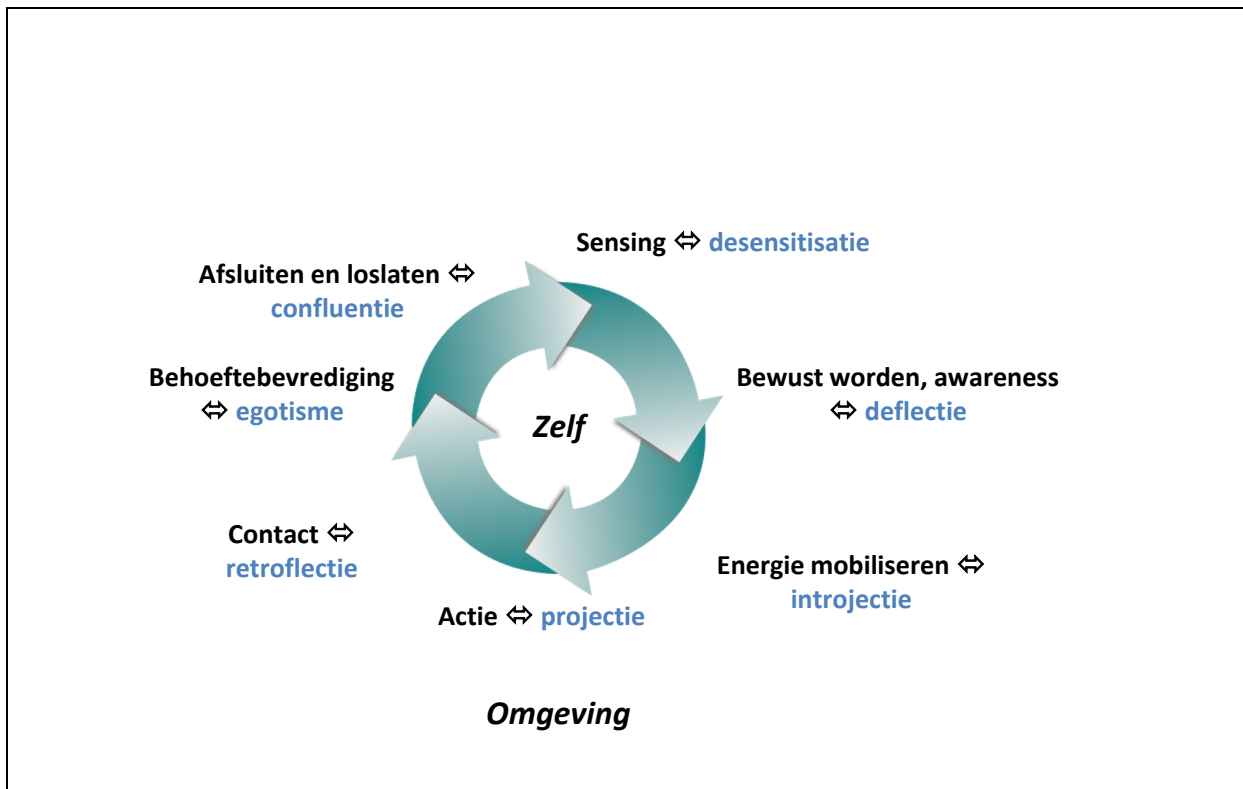 Sensing ⬄ desensitisatie
Afsluiten en loslaten ⬄
confluentie
Behoeftebevrediging
⬄ egotisme
Bewust worden, awareness
⬄ deflectie
Zelf
Contact ⬄
retroflectie
Energie mobiliseren ⬄
introjectie
Actie ⬄ projectie
Omgeving